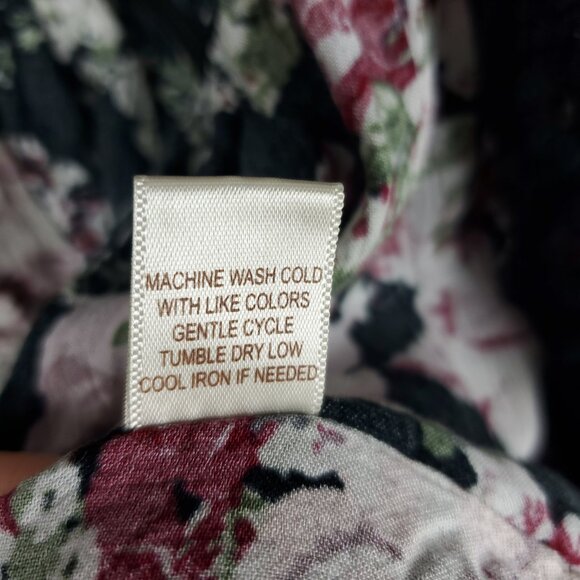 MACHINE WASH COLD
WITH LIKE COLORS
GENTLE CYCLE
TUMBLE DRY LOW
COOL IRON IF NEEDED